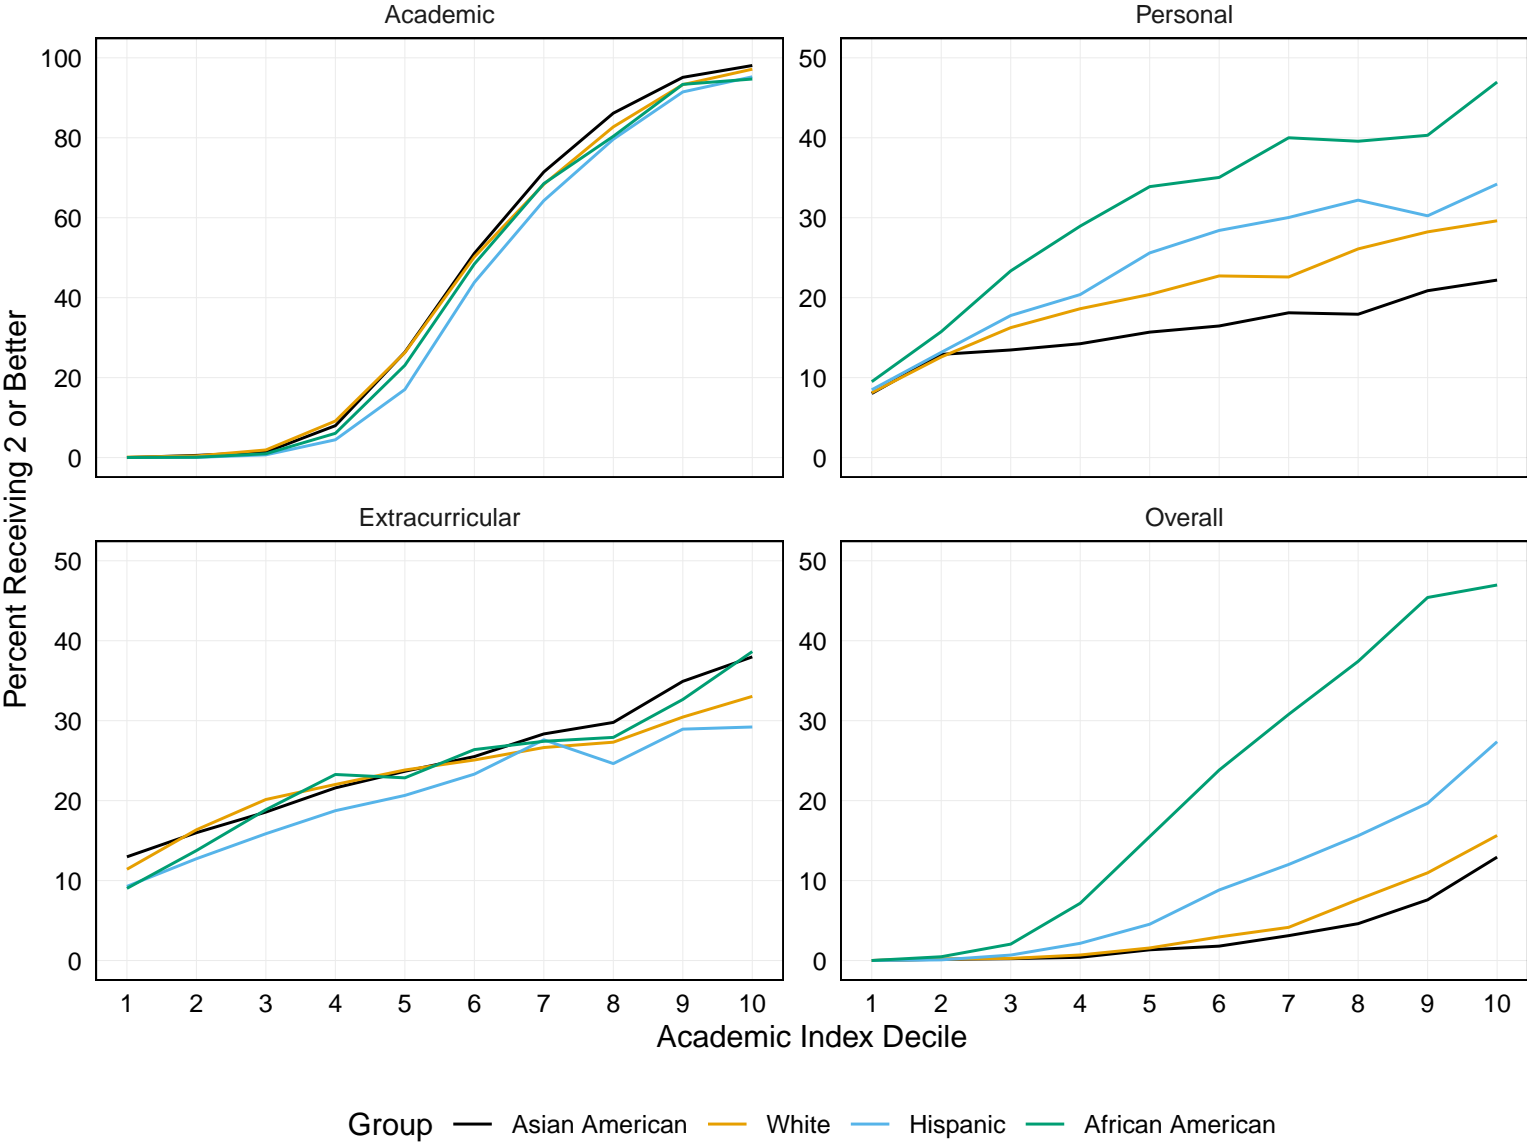 Academic
Personal
100
80
60
40
20
0
50
40
30
20
10
0
Percent Receiving 2 or Better
Extracurricular
Overall
50
40
30
20
10
0
50
40
30
20
10
0
1 2 3 4 5 6 7 8 9 10
1 2 3 4 5 6 7 8 9 10
Academic Index Decile
Group Asian American White Hispanic African American